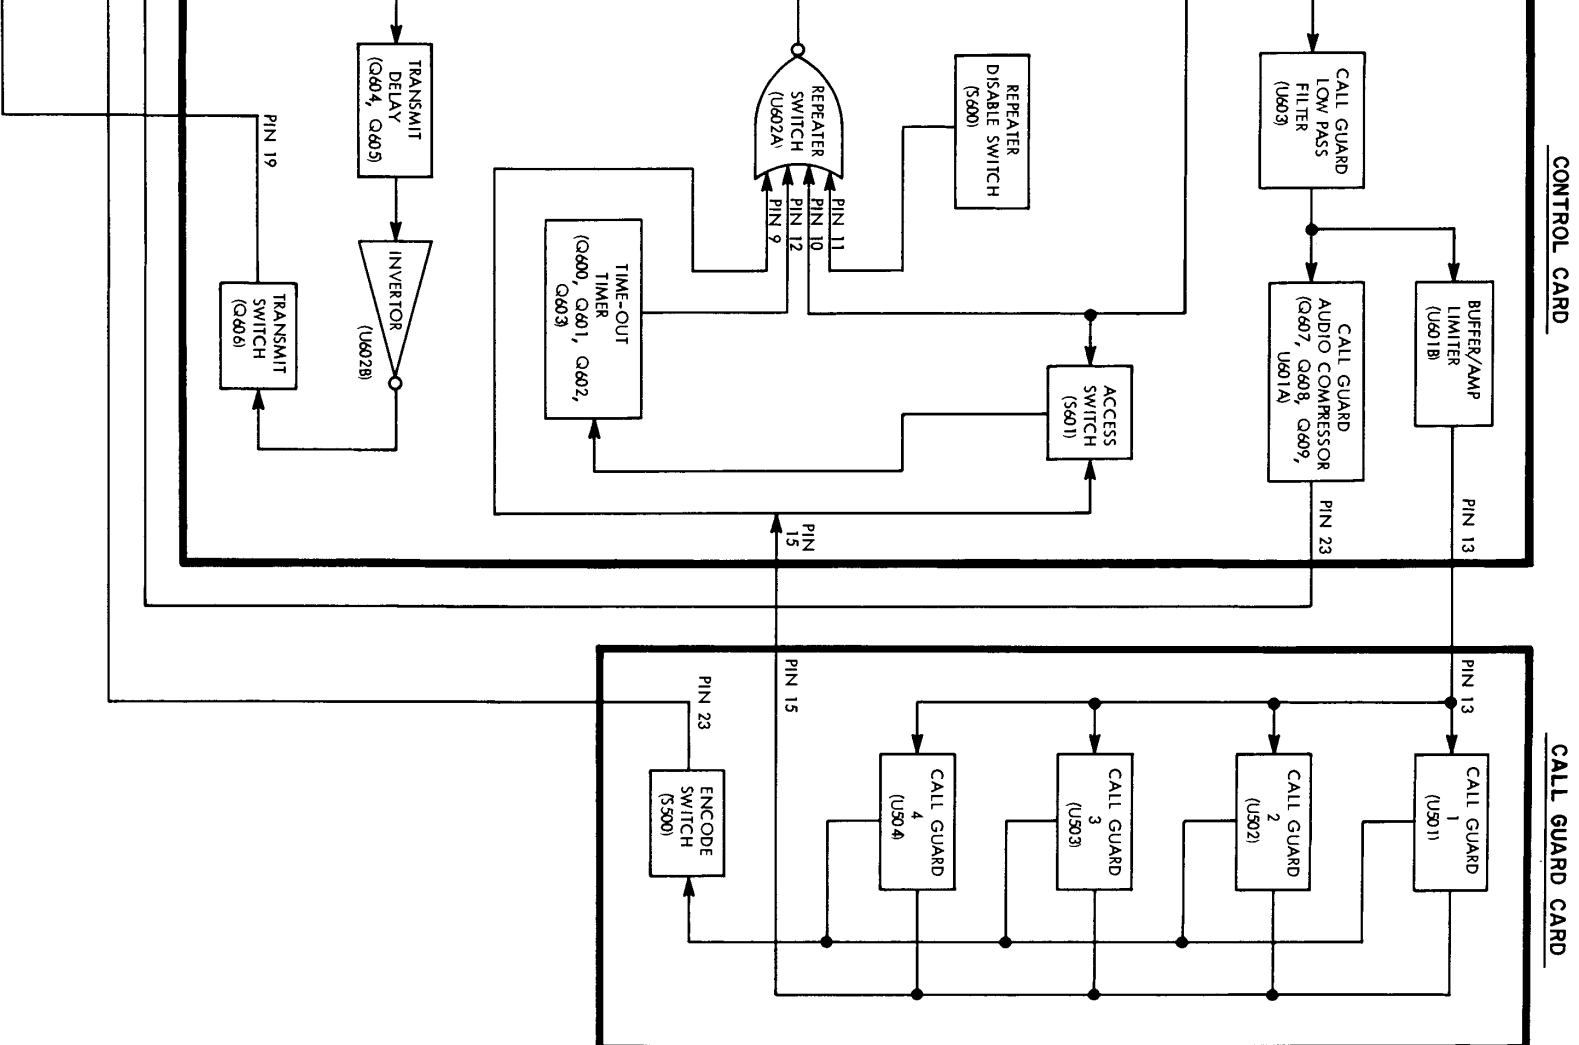 CONTROL CARD
CALL GUARD
LOW PASS
FILTER
(U603)
BUFFER/AMP
LIMITER
(U601B)
CALL GUARD
AUDIO COMPRESSOR
(Q607, Q608, Q609,
U601A)
PIN 13
PIN 23
REPEATER
DISABLE SWITCH
(S600)
REPEATER
SWITCH
(U602A)
PIN 11
PIN 10
PIN 12
PIN 9
ACCESS
SWITCH
(S601)
TIME-OUT
TIMER
(Q600, Q601, Q602,
Q603)
PIN
15
TRANSMIT
DELAY
(Q604, Q605)
INVERTOR
(U602B)
TRANSMIT
SWITCH
(Q606)
PIN 19
CALL GUARD CARD
PIN 13
CALL GUARD
1
(U501)
CALL GUARD
2
(U502)
CALL GUARD
3
(U503)
CALL GUARD
4
(U504)
PIN 15
PIN 23
ENCODE
SWITCH
(S500)